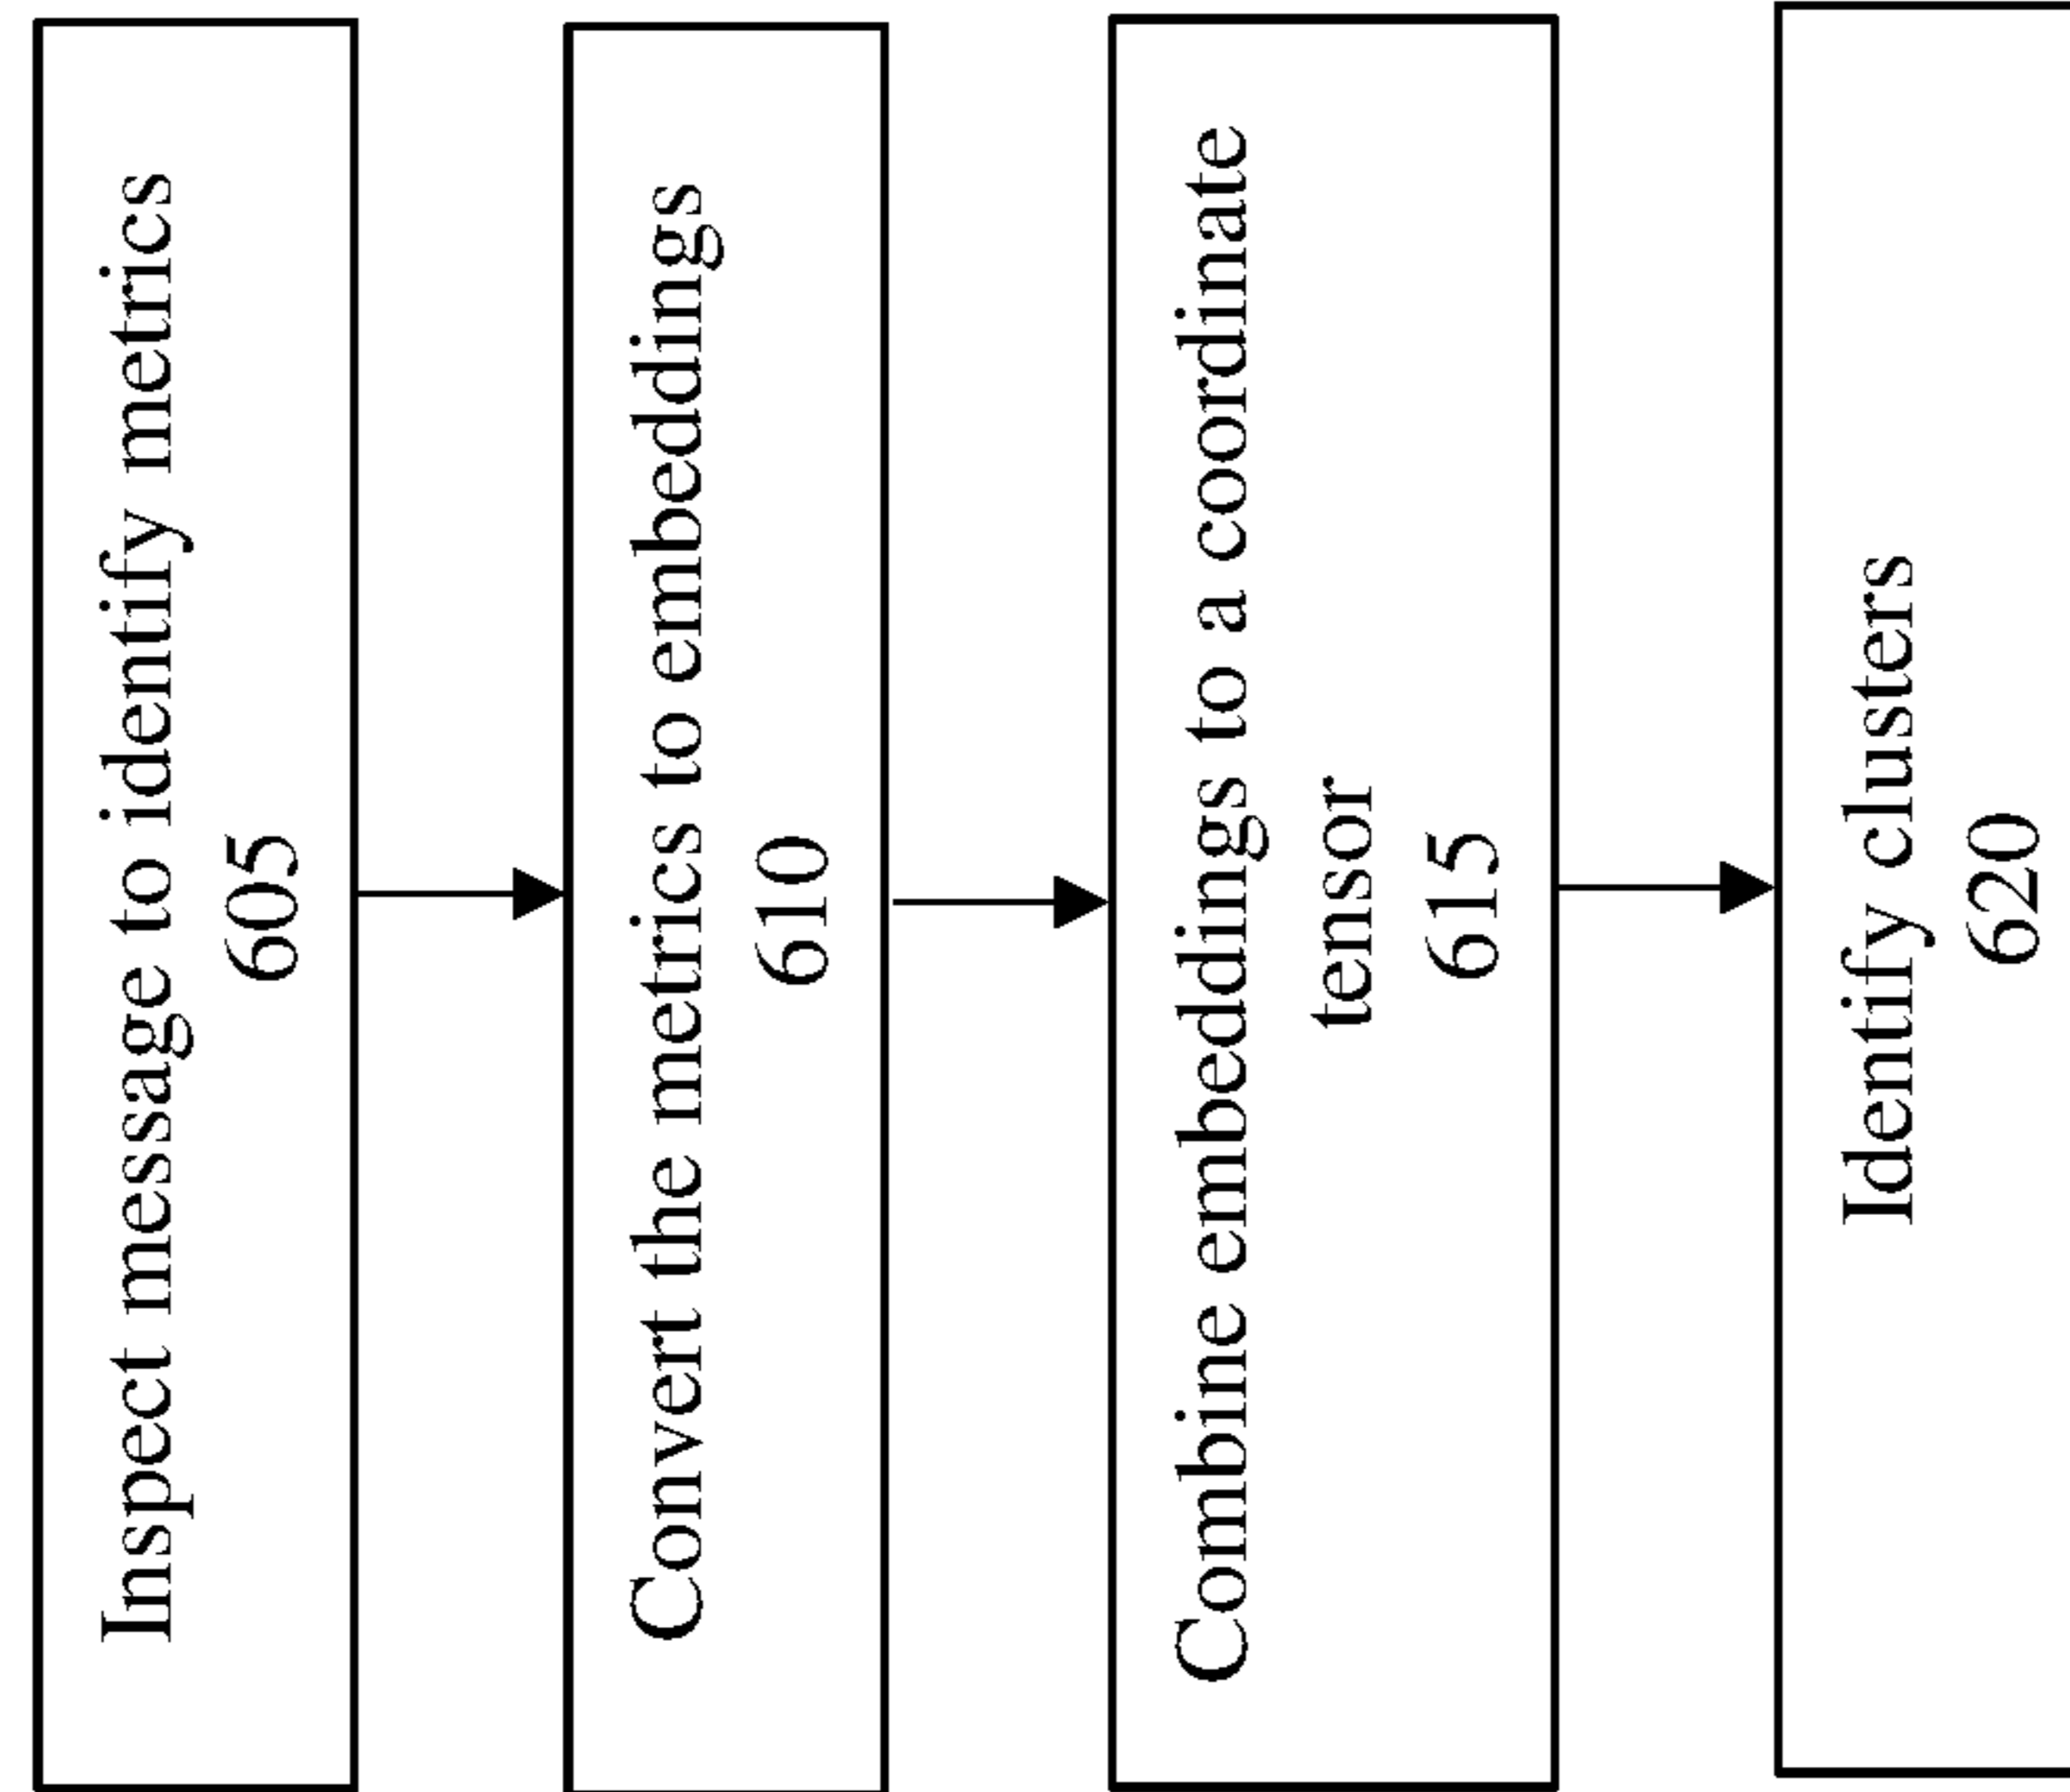 Inspect message to identify metrics
605
Convert the metrics to embeddings
610
Combine embeddings to a coordinate
tensor
615
Identify clusters
620